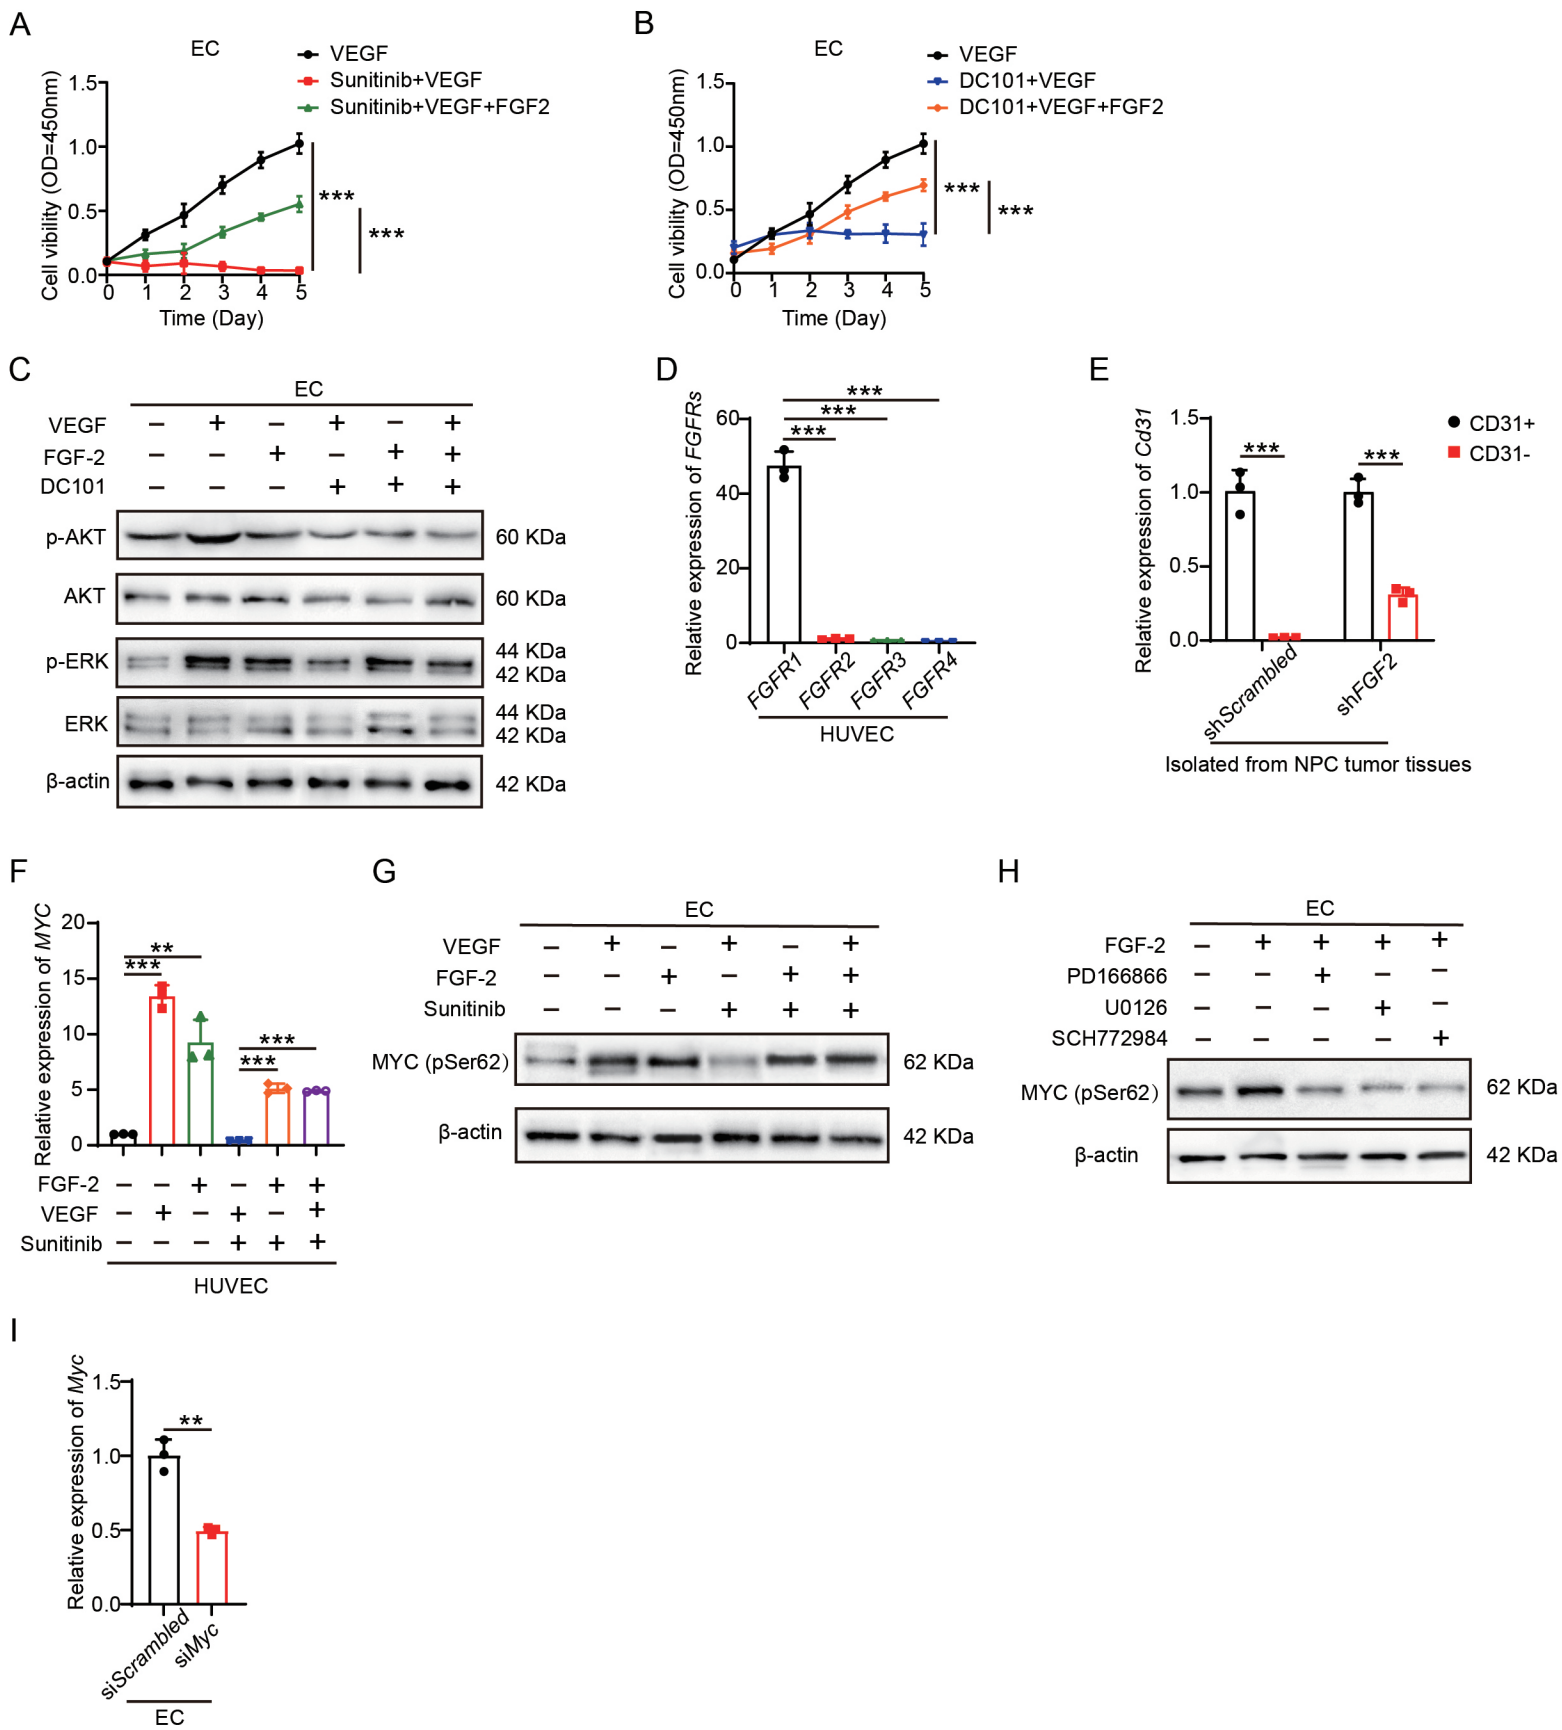 A
EC
VEGF
Sunitinib+VEGF
Sunitinib+VEGF+FGF2
Cell vibility (OD=450nm)
1.5
1.0
0.5
0.0
***
***
0 1 2 3 4 5
Time (Day)
B
EC
VEGF
DC101+VEGF
DC101+VEGF+FGF2
Cell vibility (OD=450nm)
1.5
1.0
0.5
0.0
***
***
0 1 2 3 4 5
Time (Day)
C
EC
VEGF − + − + − +
FGF-2 − − + − + +
DC101 − − − + + +
p-AKT 60 KDa
AKT 60 KDa
p-ERK 44 KDa
42 KDa
ERK 44 KDa
42 KDa
β-actin 42 KDa
D
Relative expression of FGFRs
60
40
20
0
***
***
***
FGFR1 FGFR2 FGFR3 FGFR4
HUVEC
E
Relative expression of Cd31
1.5
1.0
0.5
0.0
***
***
CD31+
CD31-
shScrambled shFGF2
Isolated from NPC tumor tissues
F
Relative expression of MYC
20
15
10
5
0
**
***
***
***
FGF-2 − − + − + +
VEGF − + − + − +
Sunitinib − − − + + +
HUVEC
G
EC
VEGF − + − + − +
FGF-2 − − + − + +
Sunitinib − − − + + +
MYC (pSer62) 62 KDa
β-actin 42 KDa
H
EC
FGF-2 − + + + +
PD166866 − − + − −
U0126 − − − + −
SCH772984 − − − − +
MYC (pSer62) 62 KDa
β-actin 42 KDa
I
Relative expression of Myc
1.5
1.0
0.5
0.0
**
siScrambled siMyc
EC